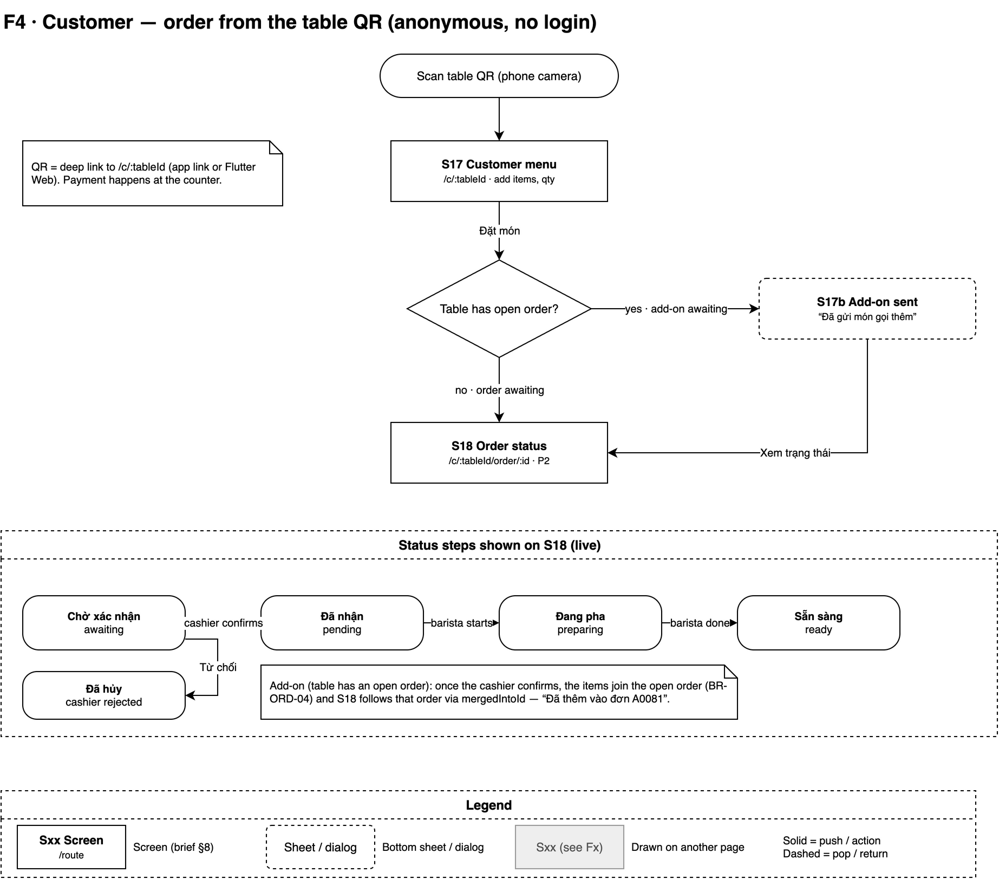 F4 · Customer — order from the table QR (anonymous, no login)
Scan table QR (phone camera)
QR = deep link to /c/:tableId (app link or Flutter
Web). Payment happens at the counter.
S17 Customer menu
/c/:tableId · add items, qty
Đặt món
Table has open order?
yes · add-on awaiting
S17b Add-on sent
“Đã gửi món gọi thêm”
no · order awaiting
S18 Order status
/c/:tableId/order/:id · P2
Xem trạng thái
Status steps shown on S18 (live)
Chờ xác nhận
awaiting
cashier confirms
Đã nhận
pending
barista starts
Đang pha
preparing
barista done
Sẵn sàng
ready
Từ chối
Đã hủy
cashier rejected
Add-on (table has an open order): once the cashier confirms, the items join the open order (BR-
ORD-04) and S18 follows that order via mergedIntoId — “Đã thêm vào đơn A0081”.
Legend
Sxx Screen
/route
Screen (brief §8)
Sheet / dialog
Bottom sheet / dialog
Sxx (see Fx)
Drawn on another page
Solid = push / action
Dashed = pop / return